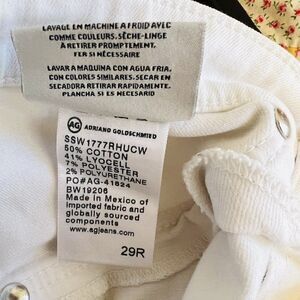 LAVAGE EN MACHINE A FROID AVEC
COMME COULEURS. SÈCHE-LINGE
À RETIRER PROMPTEMENT,
FER SI NÉCESSAIRE
LAVAR A MAQUINA CON AGUA FRIA,
CON COLORES SIMILARES. SECAR EN
SECADORA RETIRAR RAPIDAMENTE.
PLANCHA SI ES NECESARIO
AG ADRIANO GOLDSCHMIED
SSW1777RHUCW
50% COTTON
41% LYOCELL
7% POLYESTER
2% POLYURETHANE
PO#AG-41824
BW19206
Made in Mexico of
imported fabric and
globally sourced
components
www.agjeans.com
29R